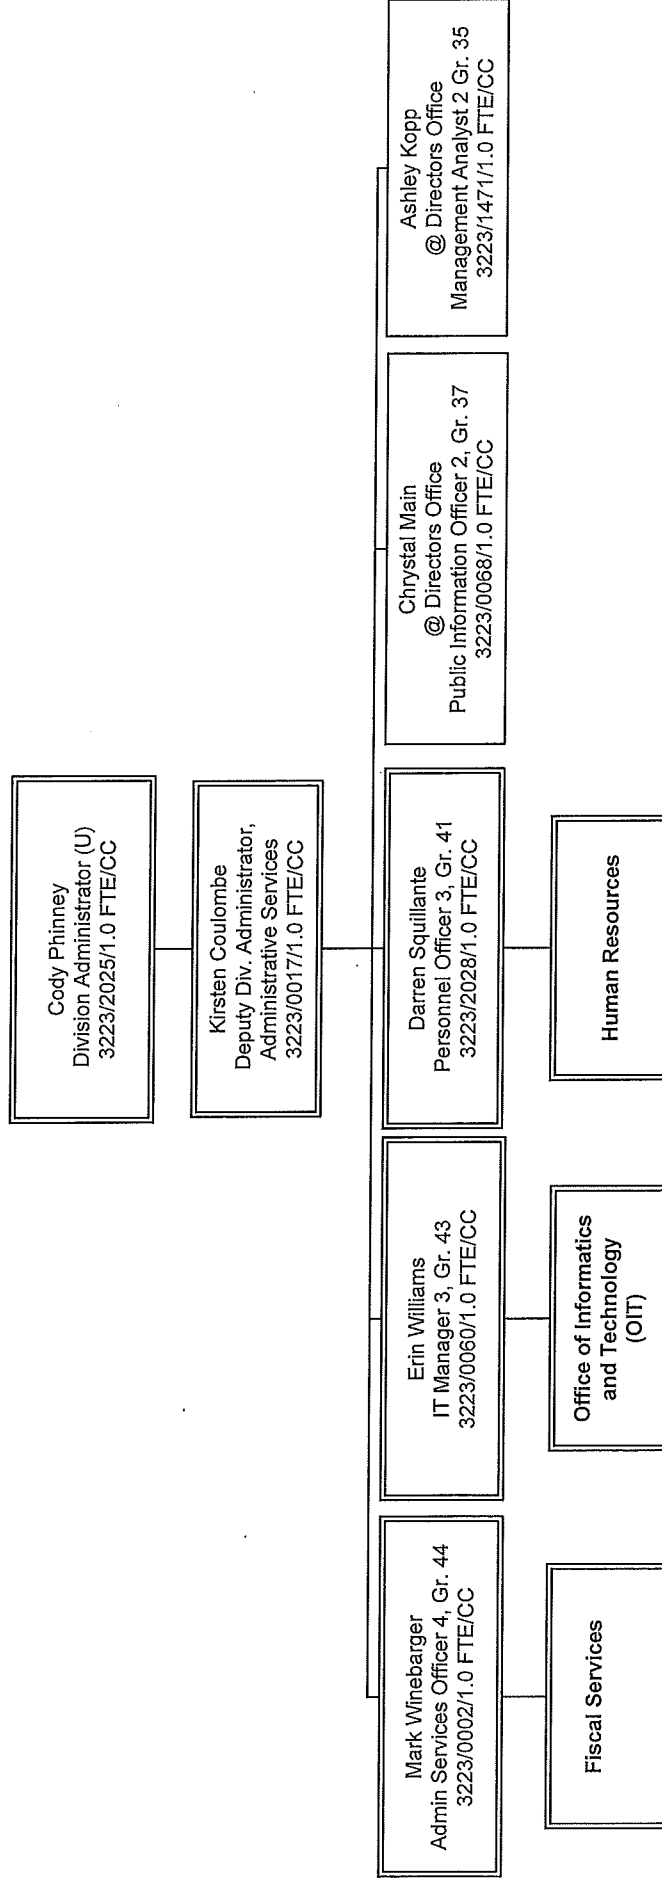 Cody Phinney
Division Administrator (U)
3223/2025/1.0 FTE/CC
Kirsten Coulombe
Deputy Div. Administrator,
Administrative Services
3223/0017/1.0 FTE/CC
Mark Winebarger
Admin Services Officer 4, Gr. 44
3223/0002/1.0 FTE/CC
Erin Williams
IT Manager 3, Gr. 43
3223/0060/1.0 FTE/CC
Darren Squillante
Personnel Officer 3, Gr. 41
3223/2028/1.0 FTE/CC
Chrystal Main
@ Directors Office
Public Information Officer 2, Gr. 37
3223/0068/1.0 FTE/CC
Ashley Kopp
@ Directors Office
Management Analyst 2 Gr. 35
3223/1471/1.0 FTE/CC
Fiscal Services
Office of Informatics
and Technology
(OIT)
Human Resources